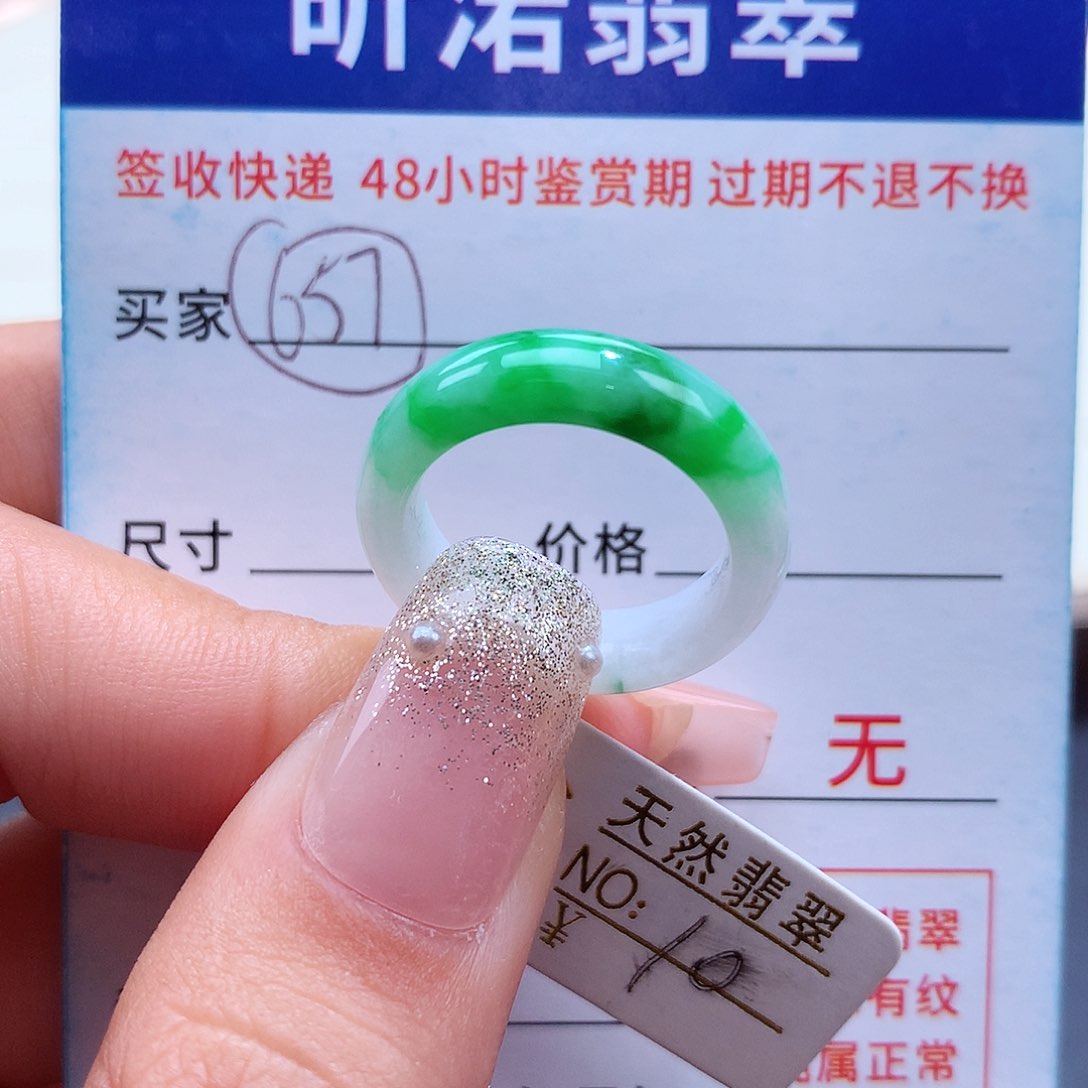 昕渃翡翠
签收快递 48小时鉴赏期 过期不退不换
买家 657
尺寸 价格
无
天然翡翠
NO: 10
翡翠
有纹
属正常